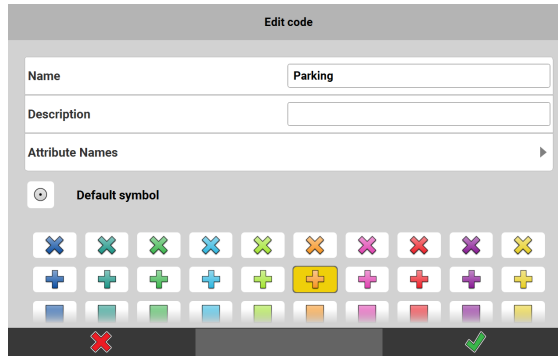 Edit code
Name Parking
Description
Attribute Names
Default symbol